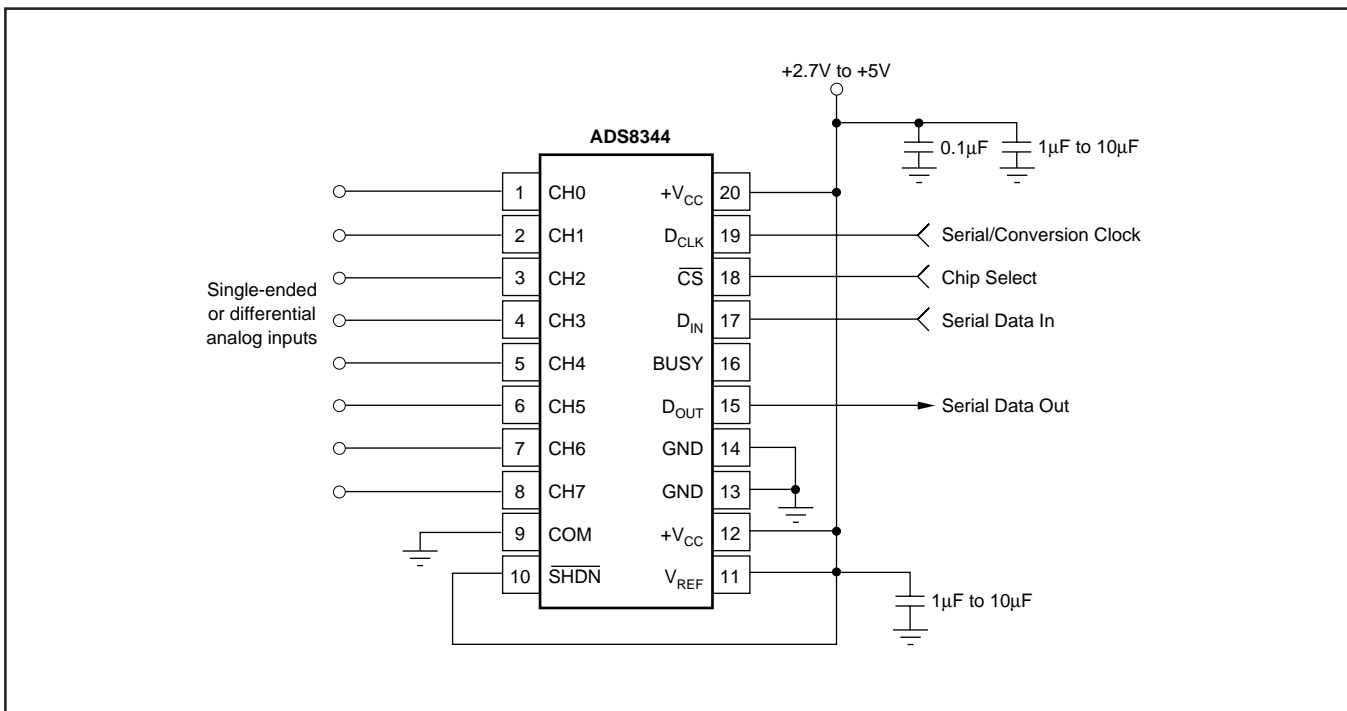 +2.7V to +5V
ADS8344
0.1µF
1µF to 10µF
1 CH0 +VCC 20
2 CH1 DCLK 19 Serial/Conversion Clock
3 CH2 CS 18 Chip Select
Single-ended
or differential
analog inputs
4 CH3 DIN 17 Serial Data In
5 CH4 BUSY 16
6 CH5 DOUT 15 Serial Data Out
7 CH6 GND 14
8 CH7 GND 13
9 COM +VCC 12
10 SHDN VREF 11
1µF to 10µF